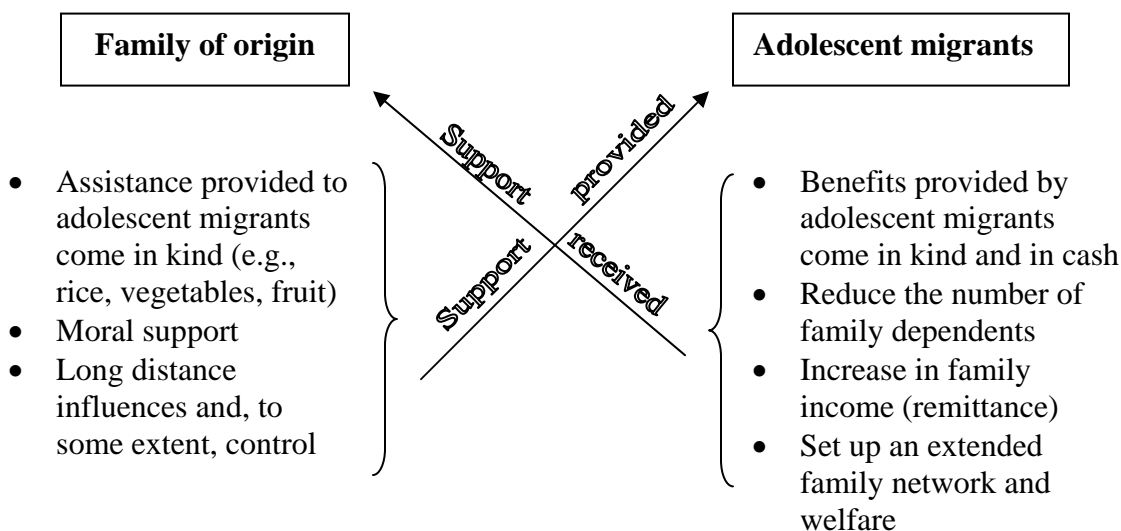 Family of origin
Adolescent migrants
Support
provided
Support
received
• Assistance provided to
adolescent migrants
come in kind (e.g.,
rice, vegetables, fruit)
• Moral support
• Long distance
influences and, to
some extent, control
• Benefits provided by
adolescent migrants
come in kind and in cash
• Reduce the number of
family dependents
• Increase in family
income (remittance)
• Set up an extended
family network and
welfare